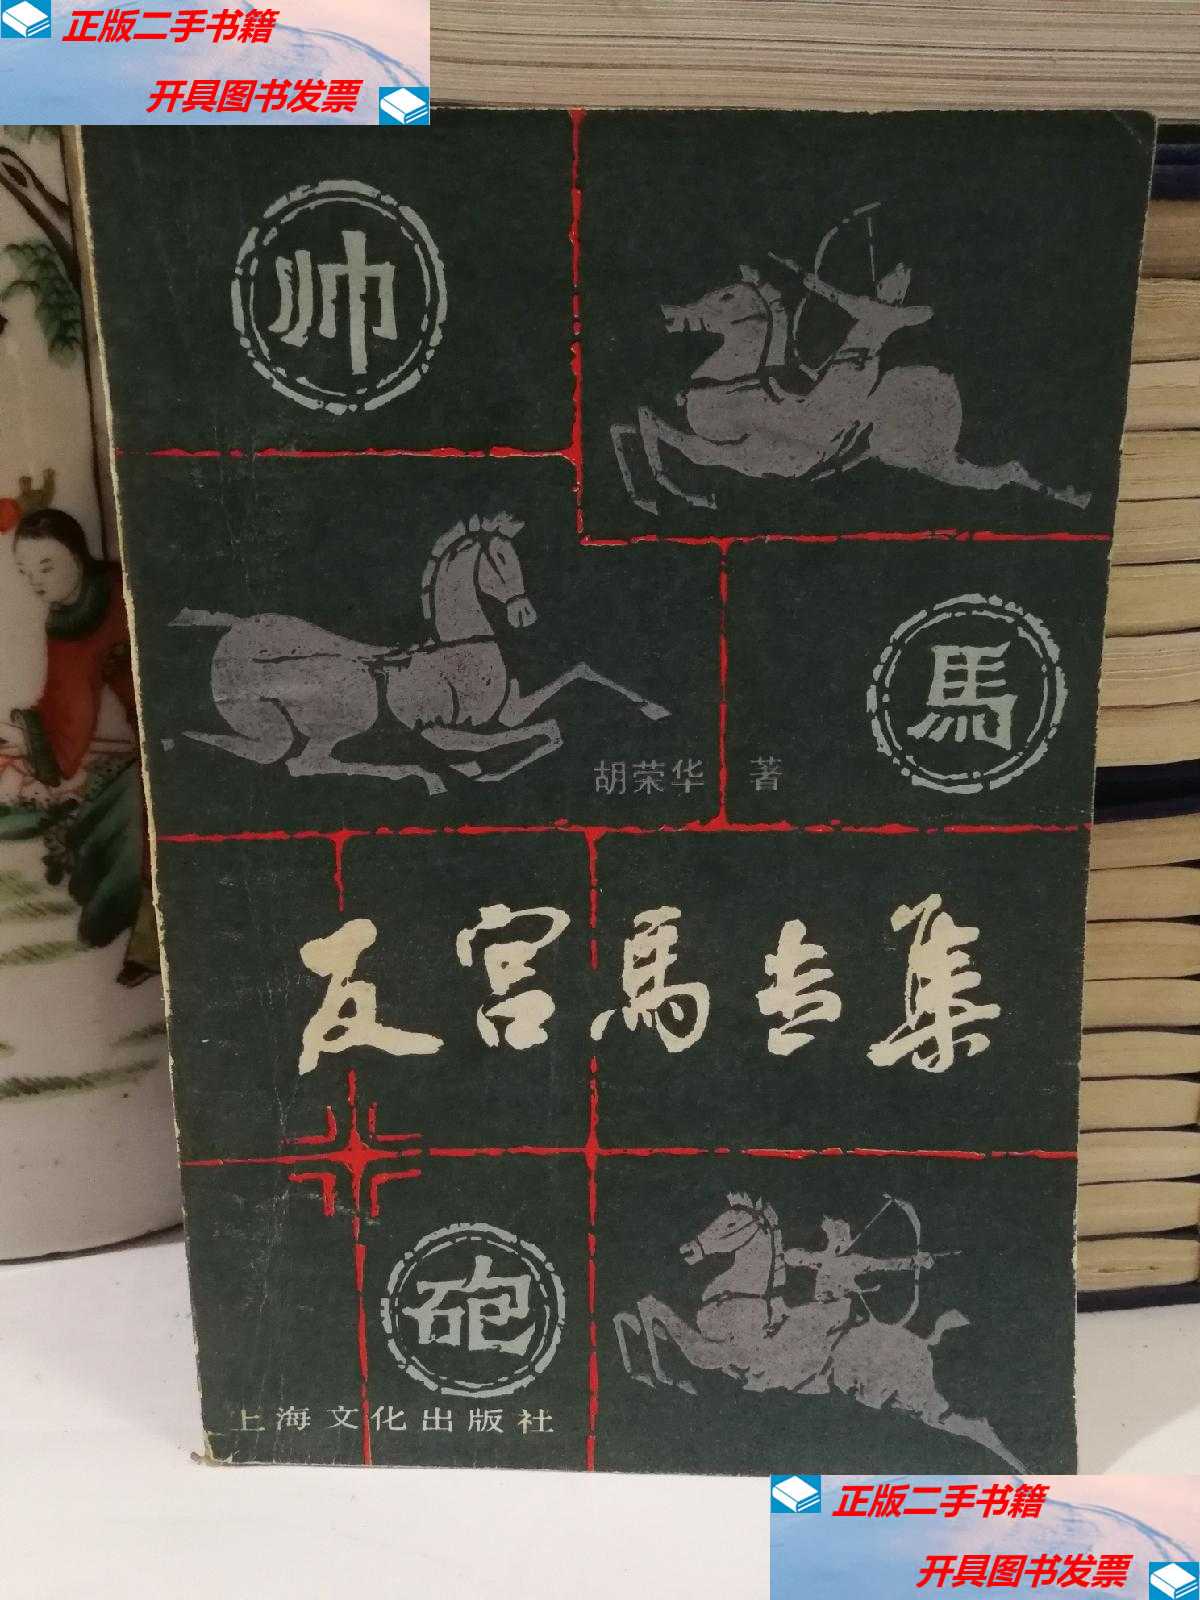 正版二手书籍
开具图书发票
帅
馬
胡荣华 著
反宫馬专集
砲
上海文化出版社
正版二手书籍
开具图书发票